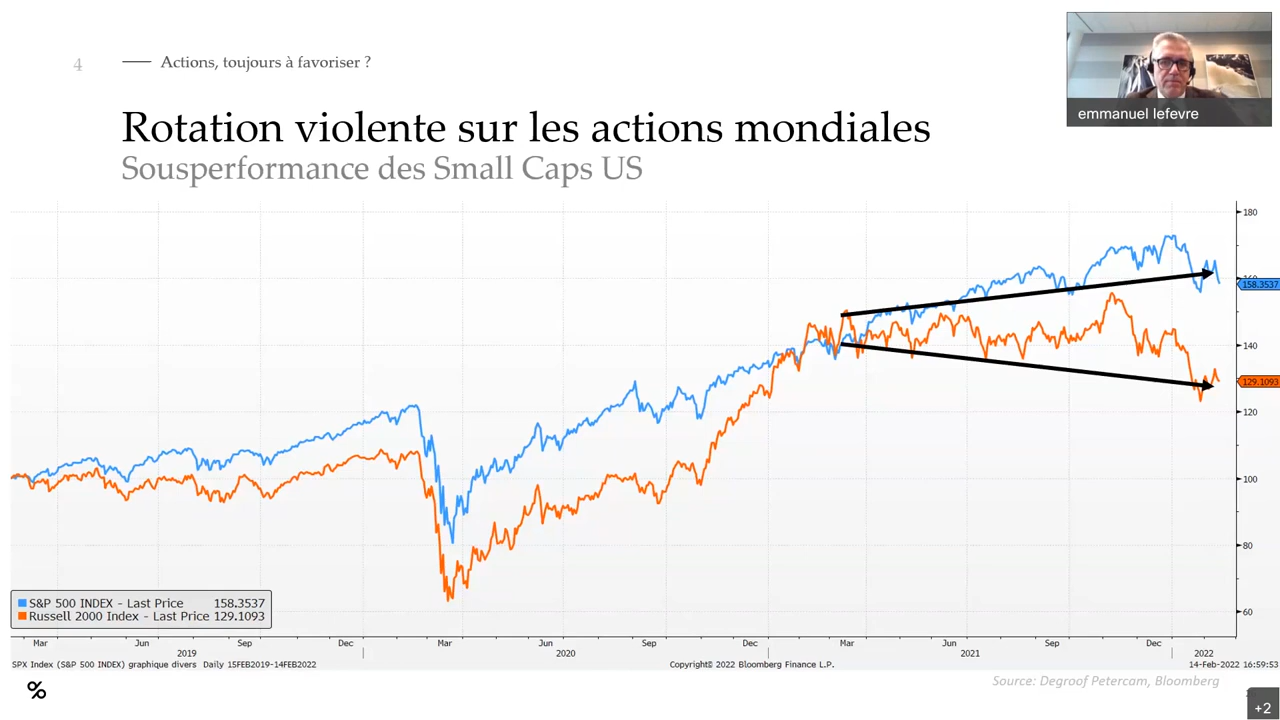 4
Actions, toujours à favoriser ?
emmanuel lefevre
Rotation violente sur les actions mondiales
Sousperformance des Small Caps US
180
160
158.3537
140
129.1093
120
100
80
60
S&P 500 INDEX - Last Price 158.3537
Russell 2000 Index - Last Price 129.1093
Mar Jun Sep Dec Mar Jun Sep Dec Mar Jun Sep Dec
2019 2020 2021 2022
SPX Index (S&P 500 INDEX) graphique divers Daily 15FEB2019-14FEB2022 Copyright© 2022 Bloomberg Finance L.P. 14-Feb-2022 16:59:53
Source: Degroof Petercam, Bloomberg
+2